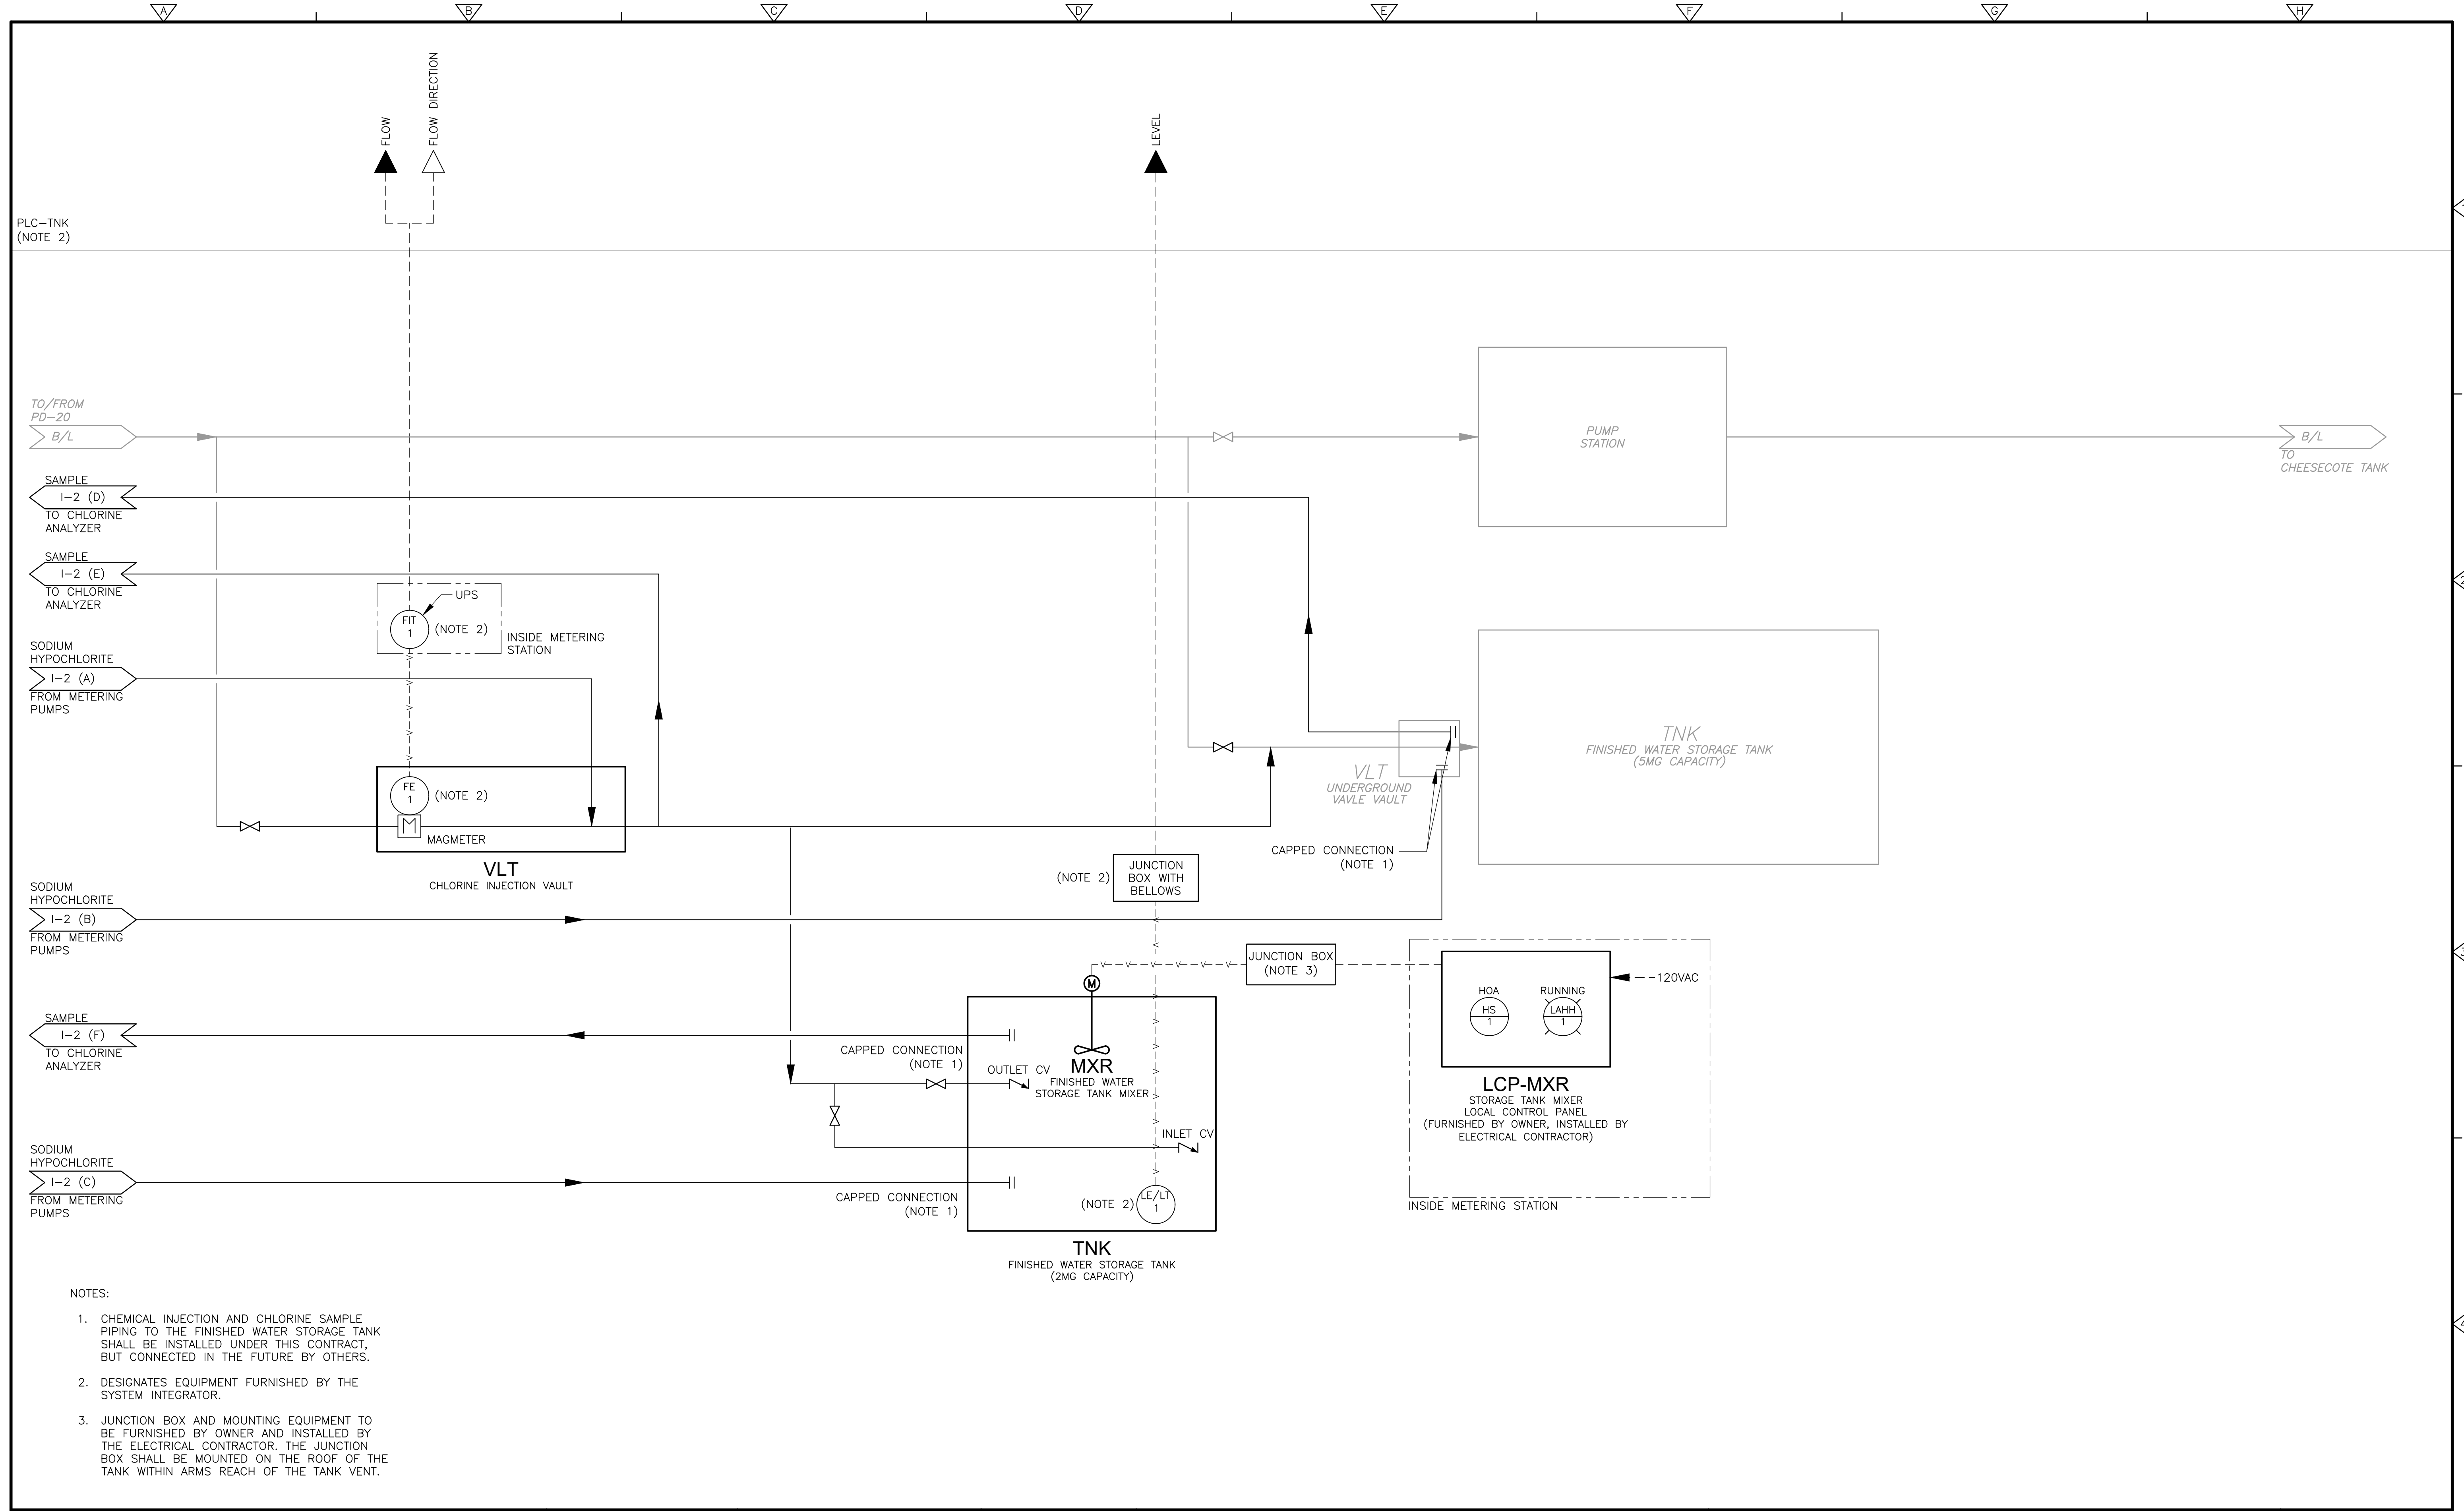 A
B
C
D
E
F
G
H
FLOW
FLOW DIRECTION
LEVEL
PLC-TNK
(NOTE 2)
TO/FROM
PD-20
B/L
PUMP
STATION
B/L
TO
CHEESECOTE TANK
SAMPLE
I-2 (D)
TO CHLORINE
ANALYZER
SAMPLE
I-2 (E)
TO CHLORINE
ANALYZER
UPS
FIT
1
(NOTE 2)
INSIDE METERING
STATION
SODIUM
HYPOCHLORITE
I-2 (A)
FROM METERING
PUMPS
TNK
FINISHED WATER STORAGE TANK
(5MG CAPACITY)
VLT
UNDERGROUND
VAVLE VAULT
FE
1
(NOTE 2)
M
MAGMETER
VLT
CHLORINE INJECTION VAULT
CAPPED CONNECTION
(NOTE 1)
(NOTE 2)
JUNCTION
BOX WITH
BELLOWS
SODIUM
HYPOCHLORITE
I-2 (B)
FROM METERING
PUMPS
JUNCTION BOX
(NOTE 3)
120VAC
HOA
HS
1
RUNNING
LAHH
1
M
SAMPLE
I-2 (F)
TO CHLORINE
ANALYZER
CAPPED CONNECTION
(NOTE 1)
OUTLET CV
MXR
FINISHED WATER
STORAGE TANK MIXER
LCP-MXR
STORAGE TANK MIXER
LOCAL CONTROL PANEL
(FURNISHED BY OWNER, INSTALLED BY
ELECTRICAL CONTRACTOR)
INLET CV
SODIUM
HYPOCHLORITE
I-2 (C)
FROM METERING
PUMPS
CAPPED CONNECTION
(NOTE 1)
(NOTE 2)
LE/LT
1
INSIDE METERING STATION
TNK
FINISHED WATER STORAGE TANK
(2MG CAPACITY)
NOTES:
1. CHEMICAL INJECTION AND CHLORINE SAMPLE
PIPING TO THE FINISHED WATER STORAGE TANK
SHALL BE INSTALLED UNDER THIS CONTRACT,
BUT CONNECTED IN THE FUTURE BY OTHERS.
2. DESIGNATES EQUIPMENT FURNISHED BY THE
SYSTEM INTEGRATOR.
3. JUNCTION BOX AND MOUNTING EQUIPMENT TO
BE FURNISHED BY OWNER AND INSTALLED BY
THE ELECTRICAL CONTRACTOR. THE JUNCTION
BOX SHALL BE MOUNTED ON THE ROOF OF THE
TANK WITHIN ARMS REACH OF THE TANK VENT.